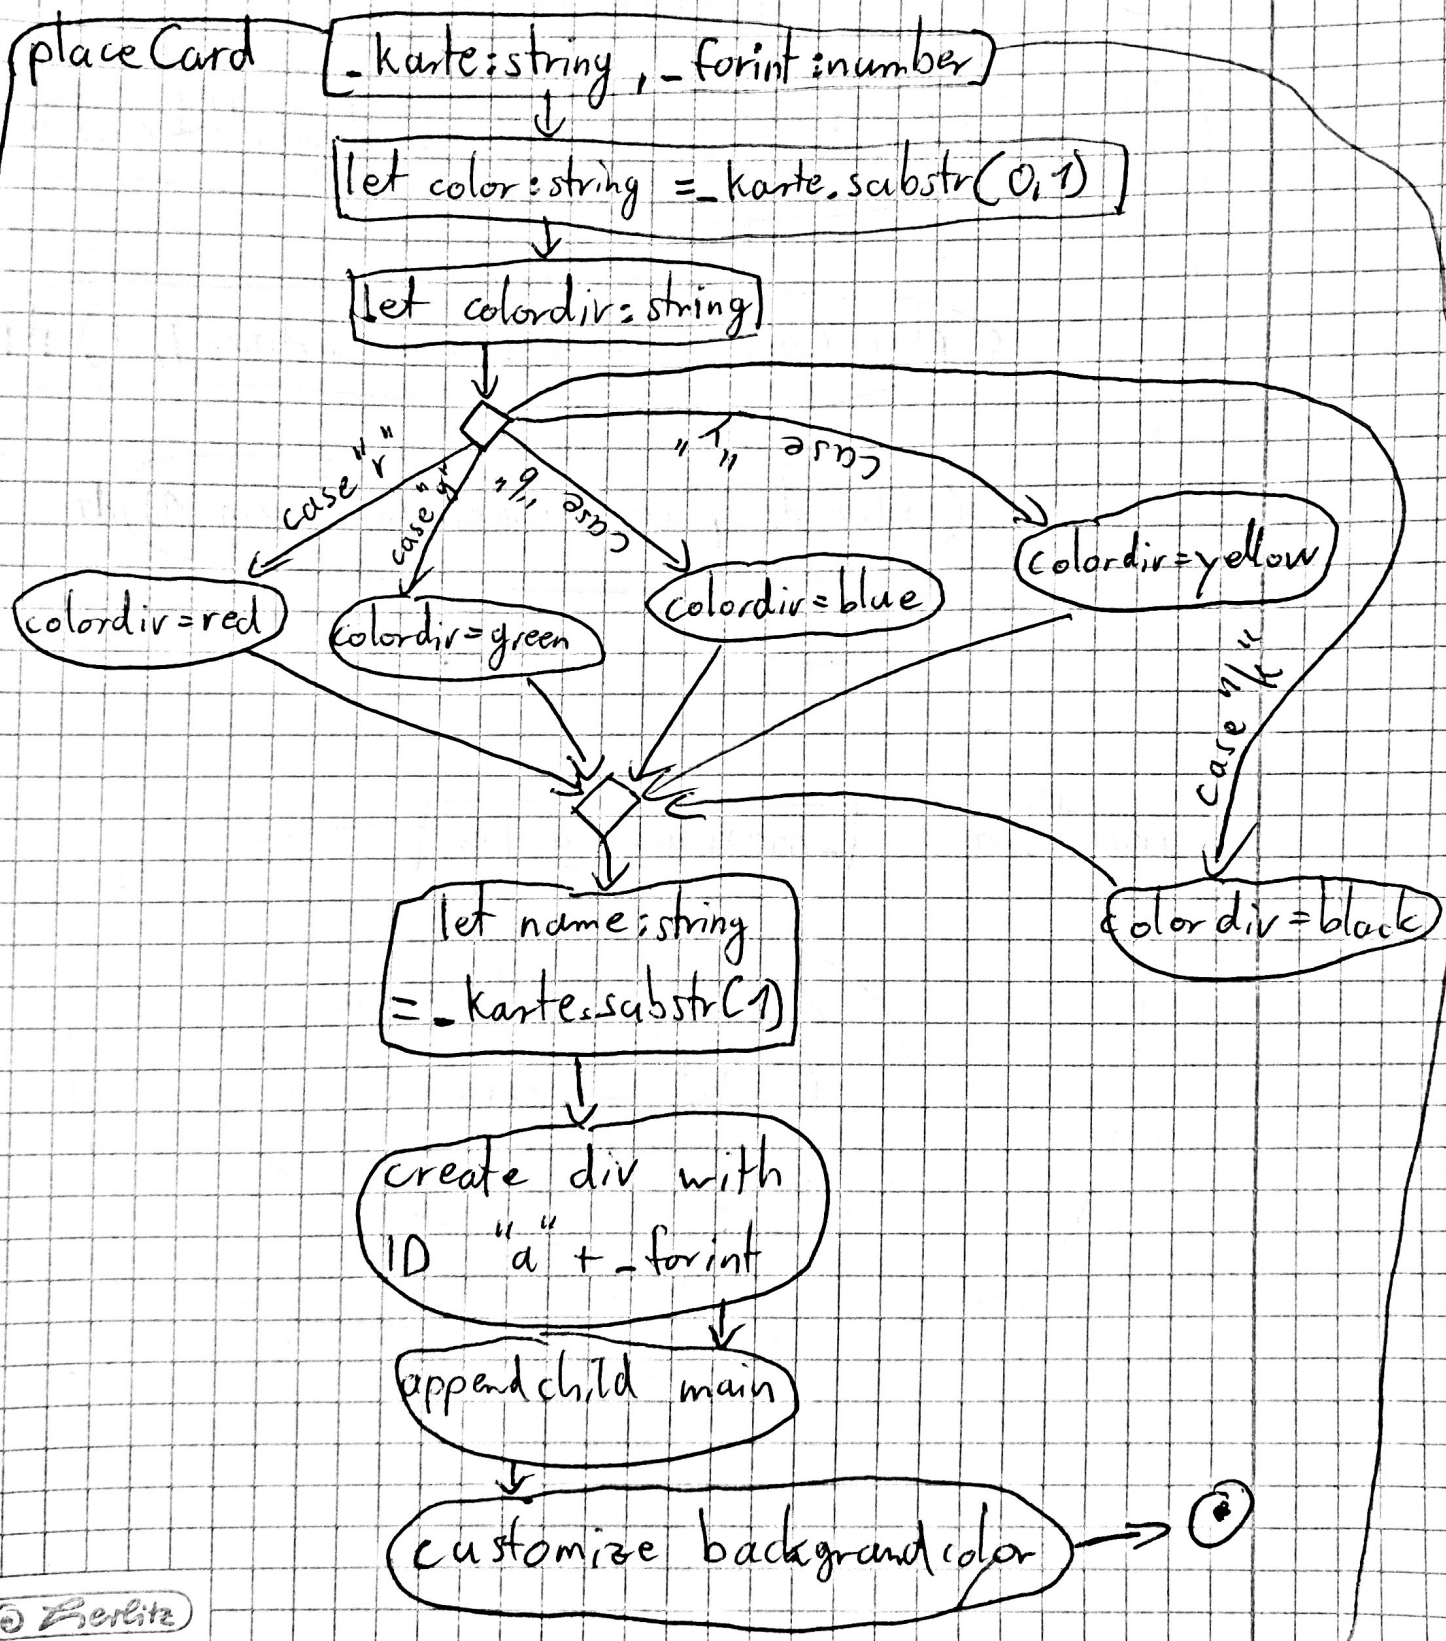 placeCard
_Karte:string, _forint:number
let color:string =_Karte.substr(0,1)
let colordiv:string
case "r"
case "g"
case "b"
case "y"
colordiv=yellow
colordiv=red
colordiv=green
colordiv=blue
case "k"
let name:string
=_Karte.substr(1)
colordiv=black
create div with
ID "a" + _forint
appendchild main
customize backgrandcolor
Herlitz